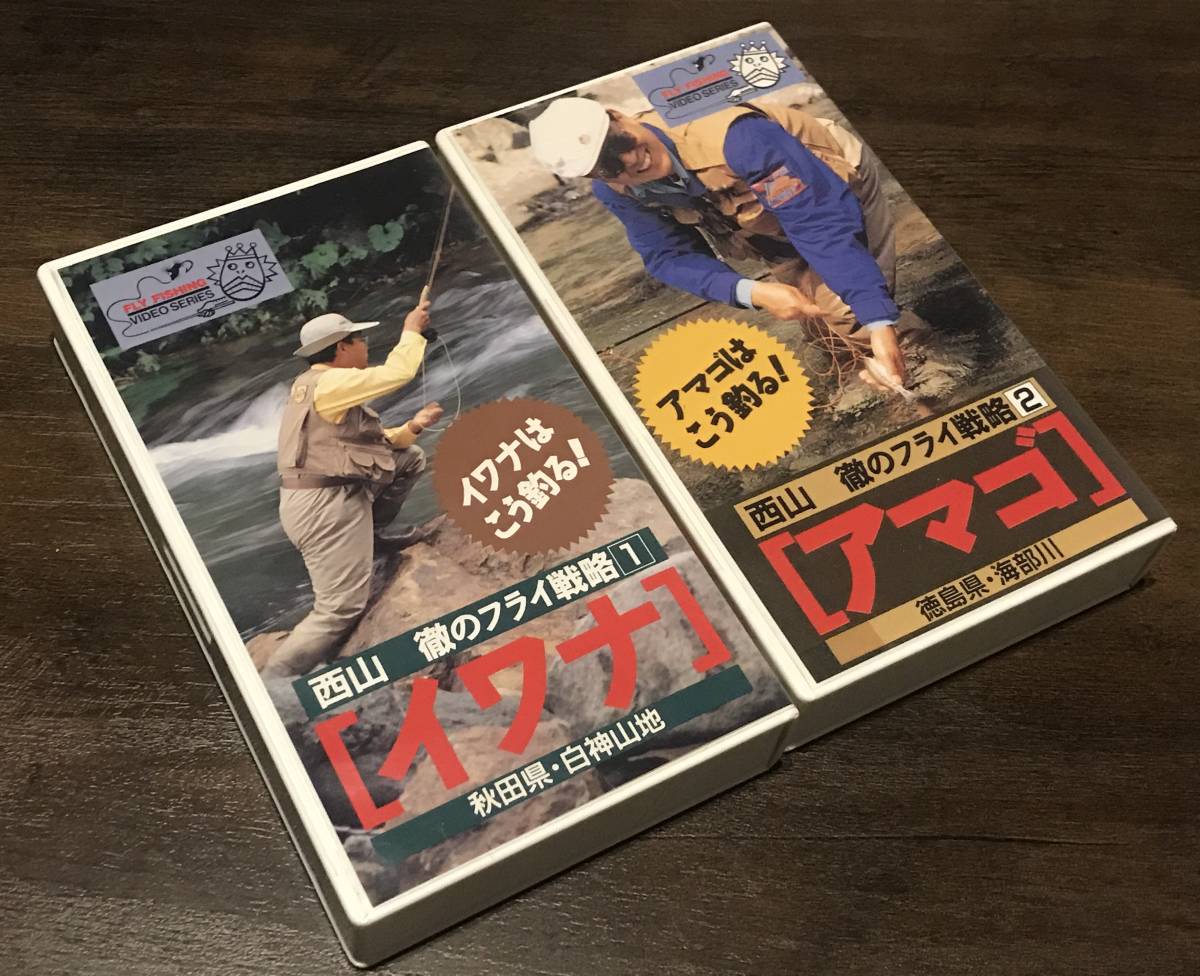 FLY FISHING
VIDEO SERIES
イワナは
こう釣る!
西山 徹のフライ戦略1
[イワナ]
秋田県・白神山地
FLY FISHING
VIDEO SERIES
アマゴは
こう釣る!
西山 徹のフライ戦略2
[アマゴ]
徳島県・海部川